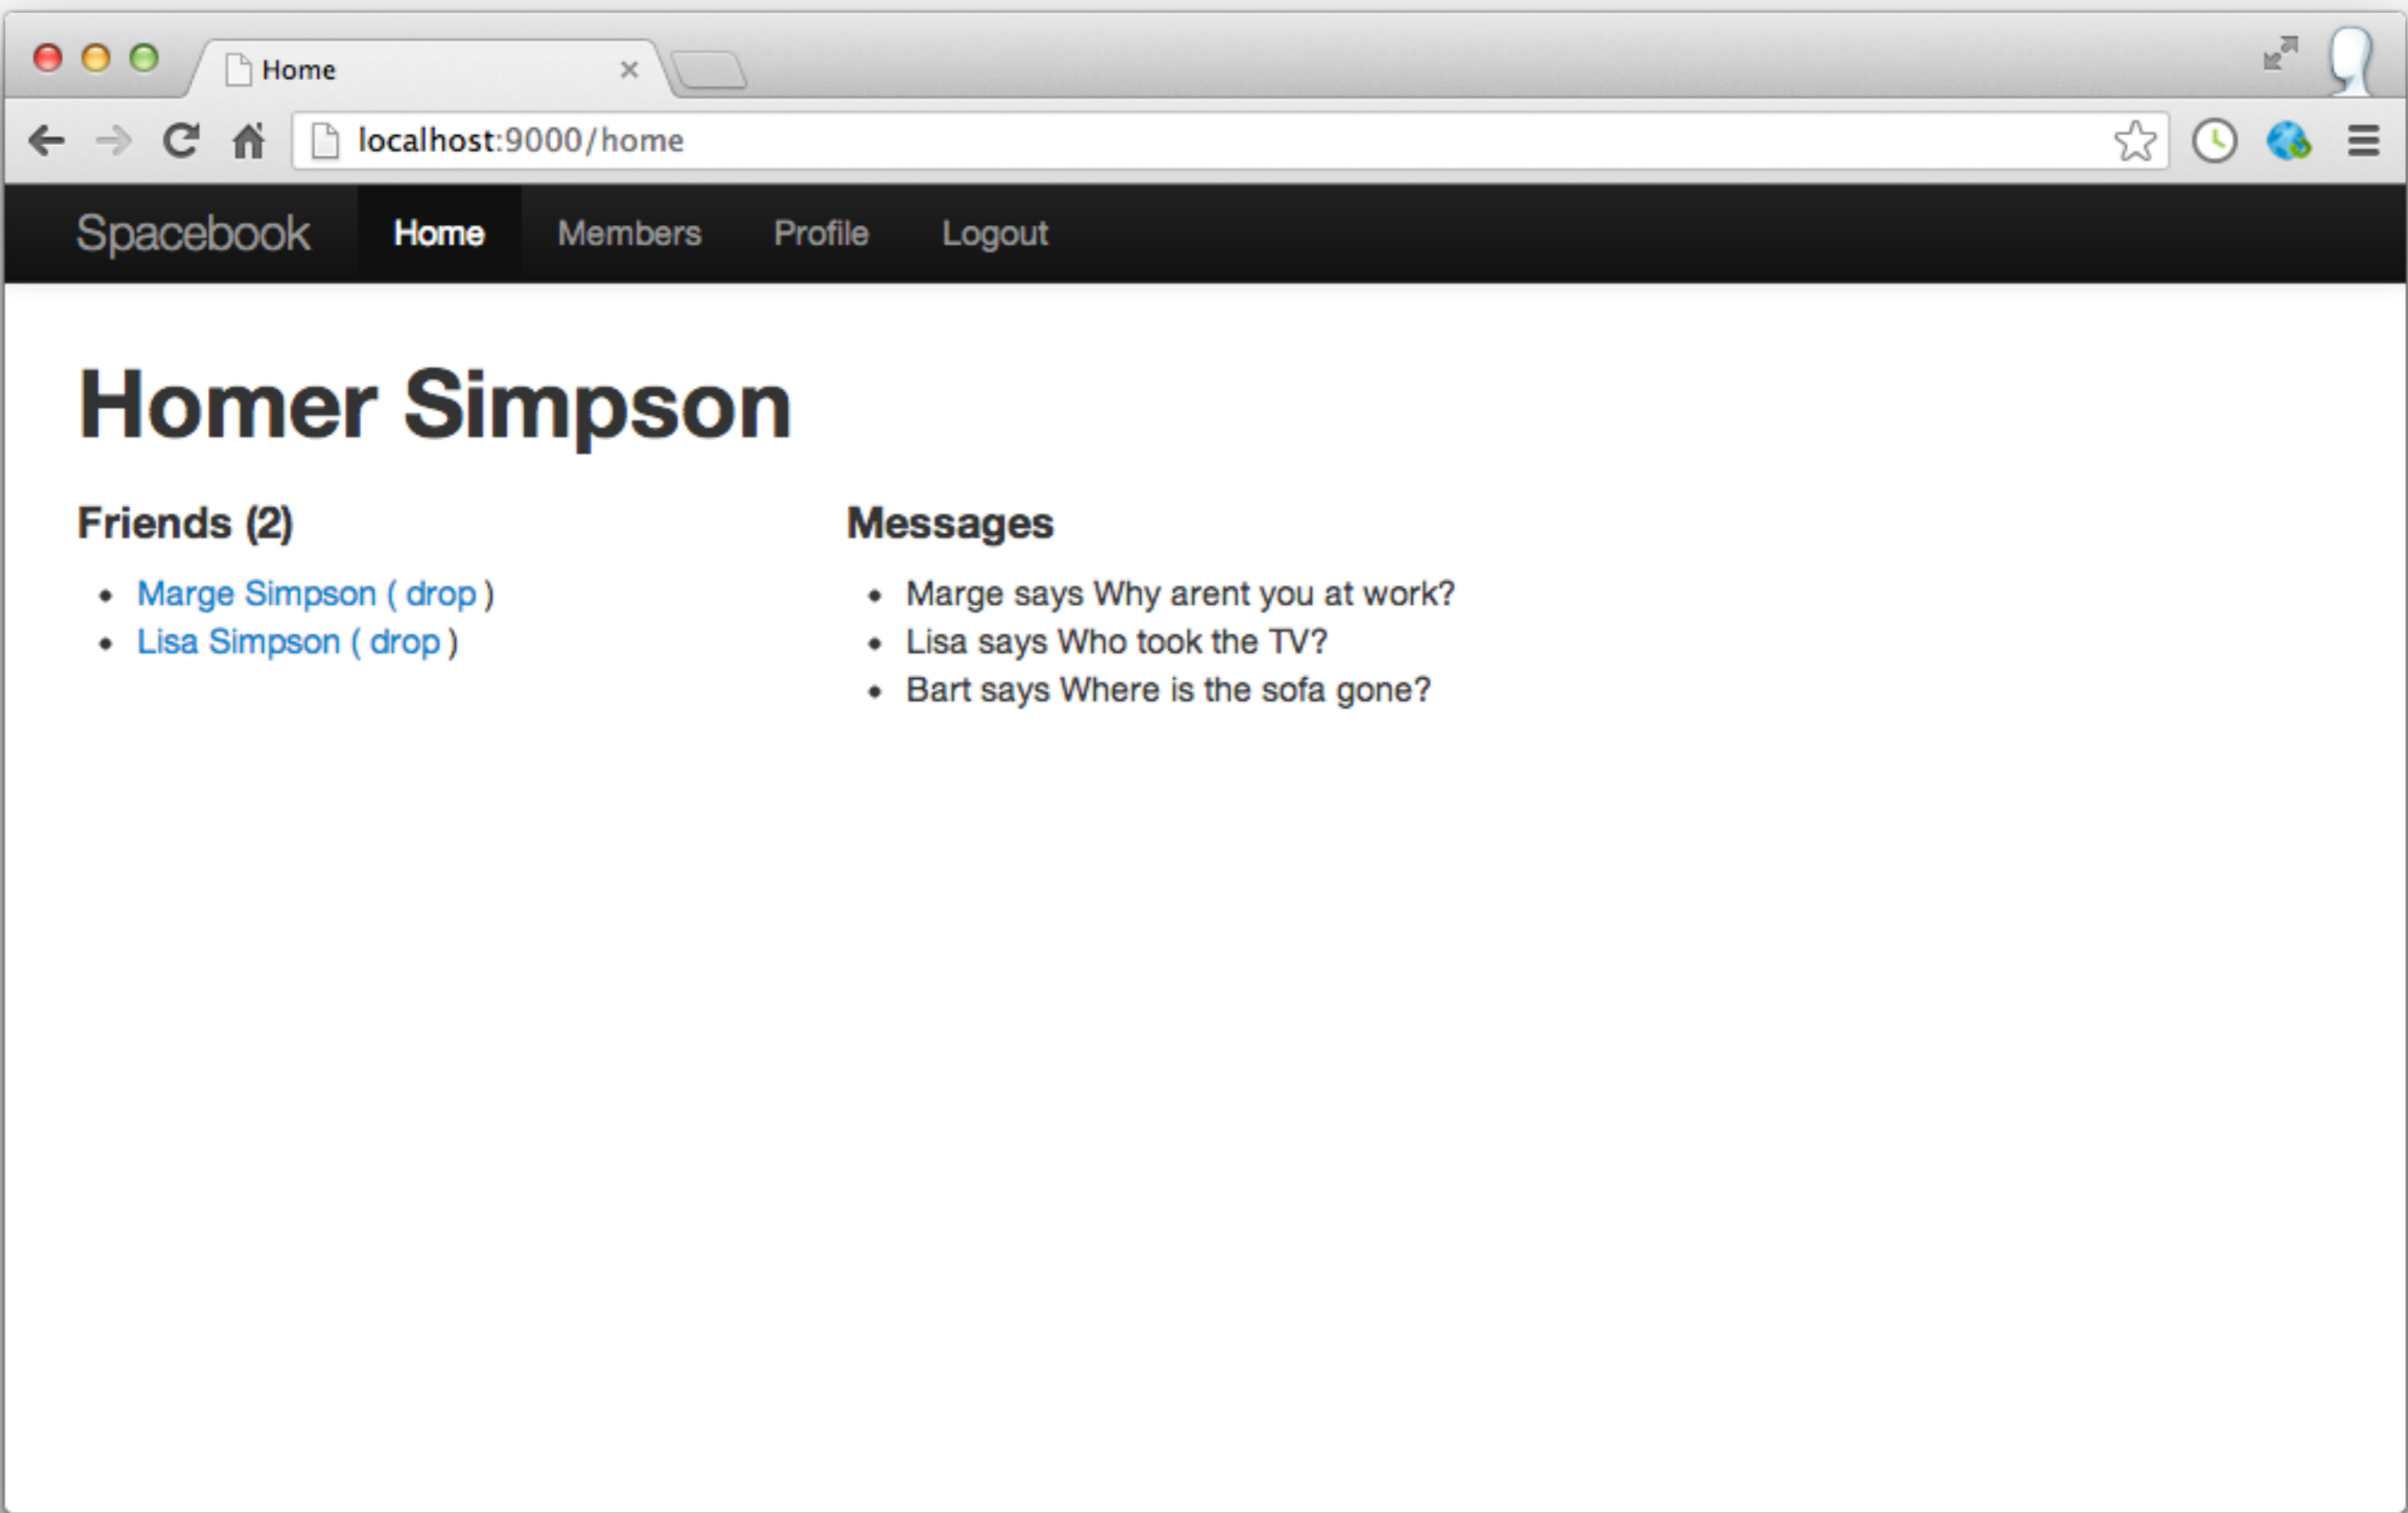 Home
localhost:9000/home
Spacebook Home Members Profile Logout
Homer Simpson
Friends (2)
Marge Simpson ( drop )
Lisa Simpson ( drop )
Messages
Marge says Why arent you at work?
Lisa says Who took the TV?
Bart says Where is the sofa gone?